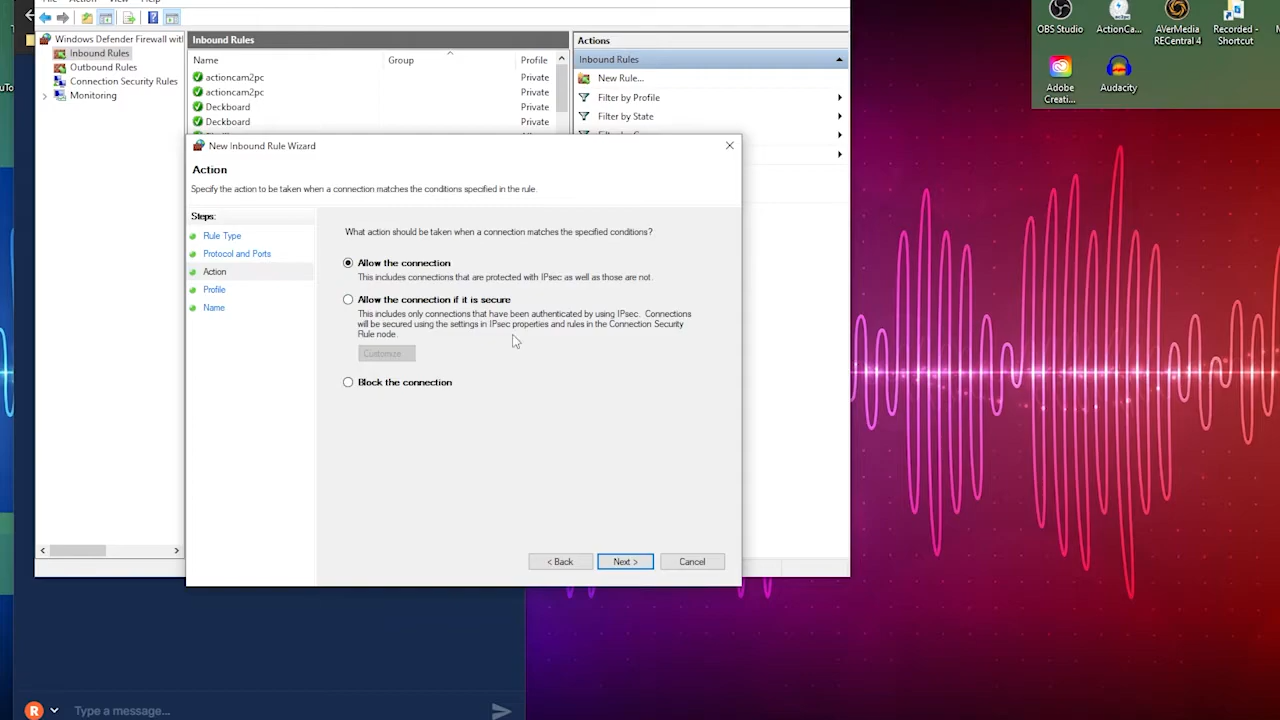 File Action View Help
Windows Defender Firewall wit
Inbound Rules
Outbound Rules
Connection Security Rules
Monitoring
Inbound Rules
Name Group Profile
actioncam2pc Private
actioncam2pc Private
Deckboard Private
Deckboard Private
Actions
Inbound Rules
New Rule...
Filter by Profile
Filter by State
OBS Studio
ActionCa...
AVerMedia
RECentral 4
Recorded -
Shortcut
Adobe
Creati...
Audacity
New Inbound Rule Wizard
Action
Specify the action to be taken when a connection matches the conditions specified in the rule.
Steps:
Rule Type
Protocol and Ports
Action
Profile
Name
What action should be taken when a connection matches the specified conditions?
Allow the connection
This includes connections that are protected with IPsec as well as those are not.
Allow the connection if it is secure
This includes only connections that have been authenticated by using IPsec. Connections
will be secured using the settings in IPsec properties and rules in the Connection Security
Rule node.
Customize...
Block the connection
< Back
Next >
Cancel
R
Type a message...